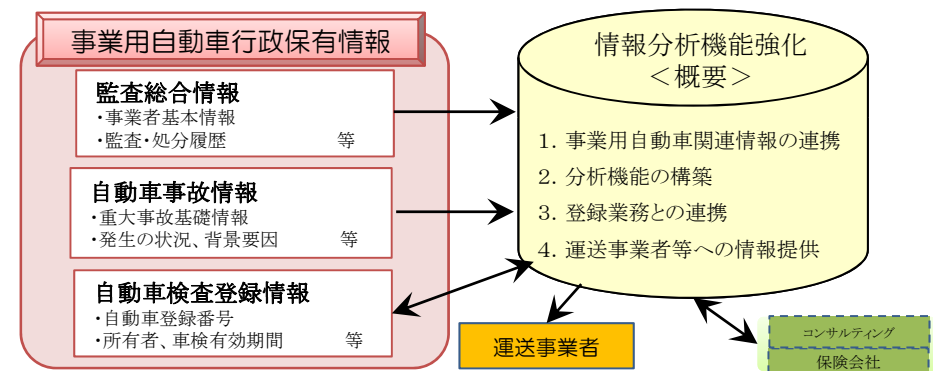 事業用自動車行政保有情報
監査総合情報
・事業者基本情報
・監査・処分履歴 等
自動車事故情報
・重大事故基礎情報
・発生の状況、背景要因 等
自動車検査登録情報
・自動車登録番号
・所有者、車検有効期間 等
情報分析機能強化
<概要>
1. 事業用自動車関連情報の連携
2. 分析機能の構築
3. 登録業務との連携
4. 運送事業者等への情報提供
運送事業者
コンサルティング
保険会社